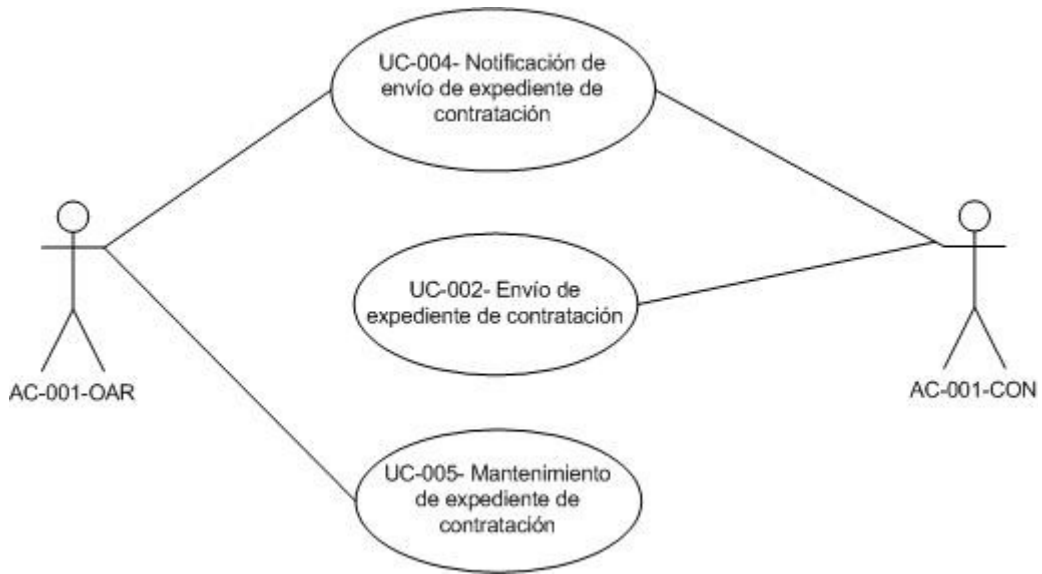 UC-004- Notificación de
envío de expediente de
contratación
UC-002- Envío de
expediente de contratación
AC-001-OAR
AC-001-CON
UC-005- Mantenimiento
de expediente de
contratación